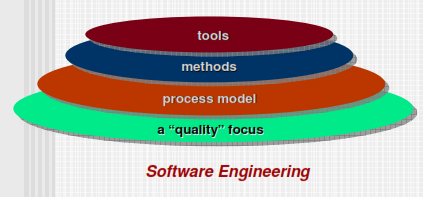 tools
methods
process model
a “quality” focus
Software Engineering